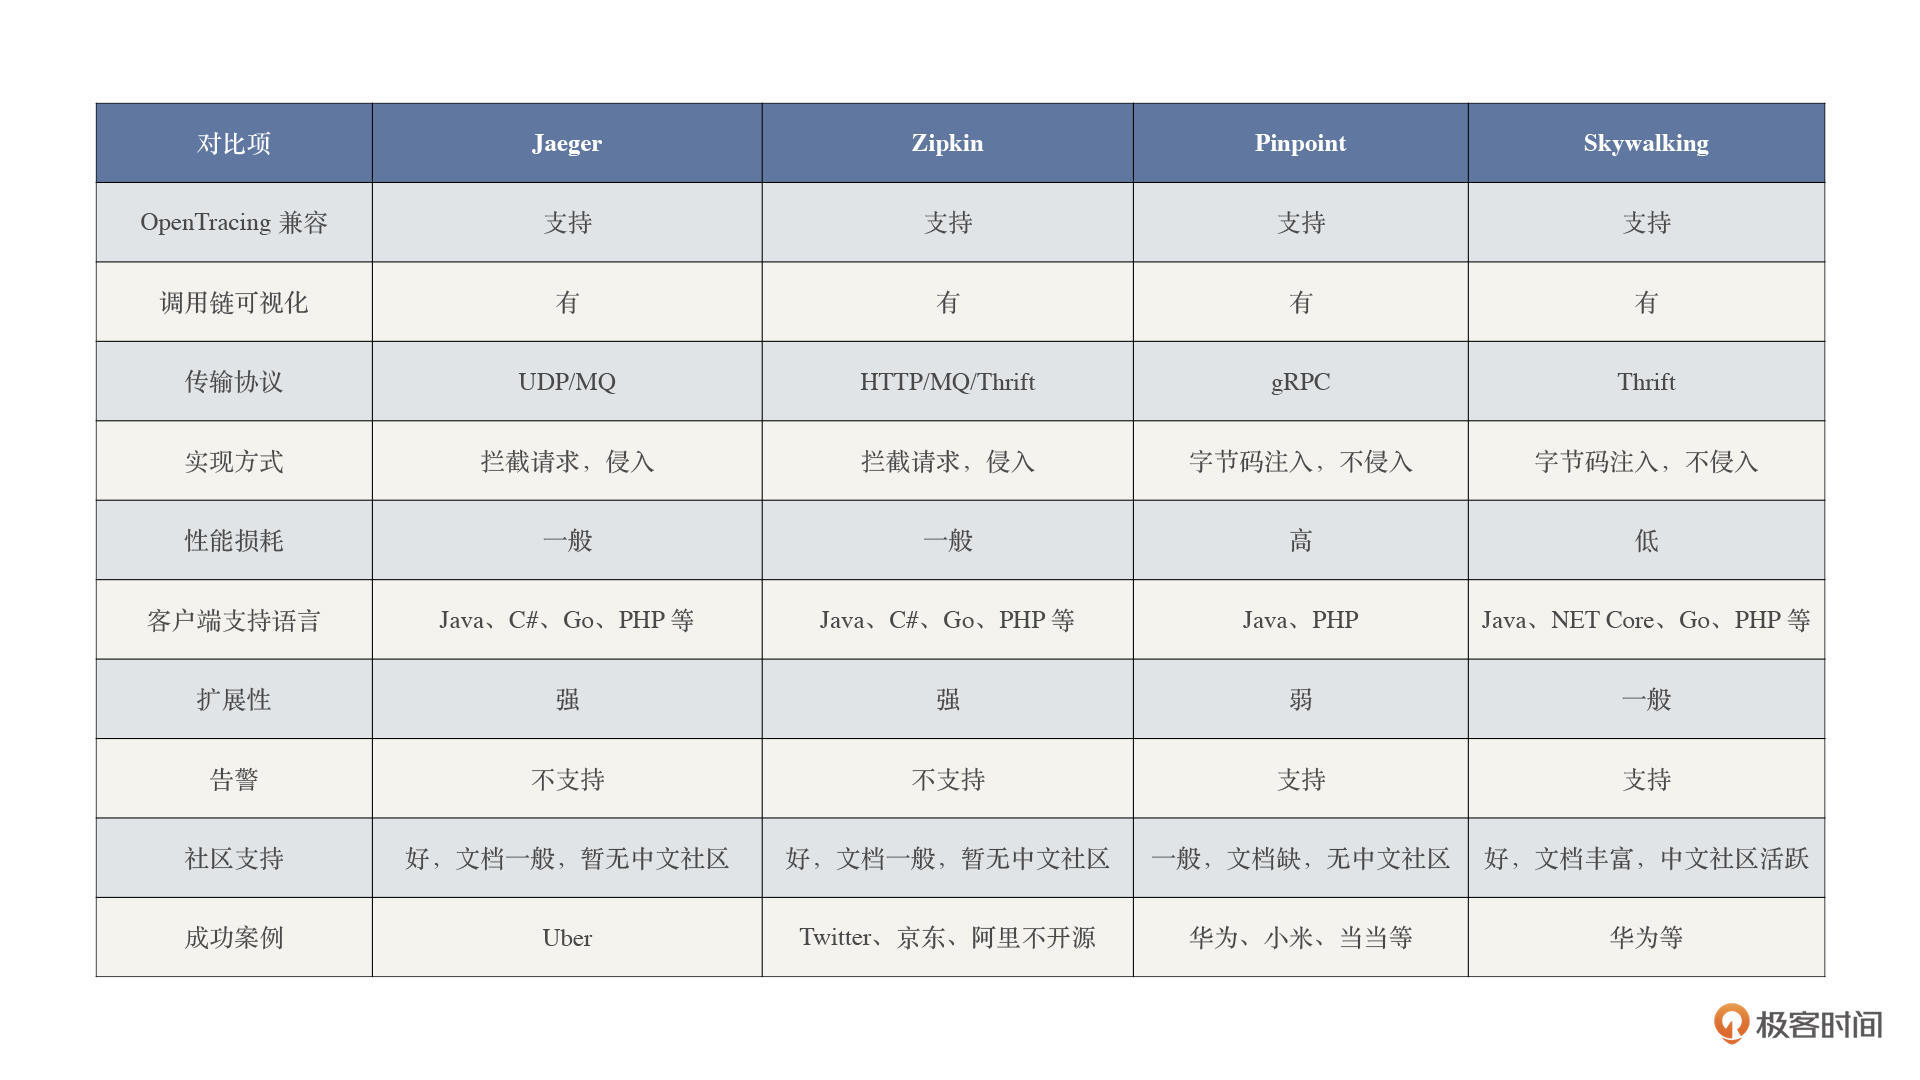 对比项 Jaeger Zipkin Pinpoint Skywalking
OpenTracing 兼容 支持 支持 支持 支持
调用链可视化 有 有 有 有
传输协议 UDP/MQ HTTP/MQ/Thrift gRPC Thrift
实现方式 拦截请求，侵入 拦截请求，侵入 字节码注入，不侵入 字节码注入，不侵入
性能损耗 一般 一般 高 低
客户端支持语言 Java、C#、Go、PHP 等 Java、C#、Go、PHP 等 Java、PHP Java、NET Core、Go、PHP 等
扩展性 强 强 弱 一般
告警 不支持 不支持 支持 支持
社区支持 好，文档一般，暂无中文社区 好，文档一般，暂无中文社区 一般，文档缺，无中文社区 好，文档丰富，中文社区活跃
成功案例 Uber Twitter、京东、阿里不开源 华为、小米、当当等 华为等
极客时间